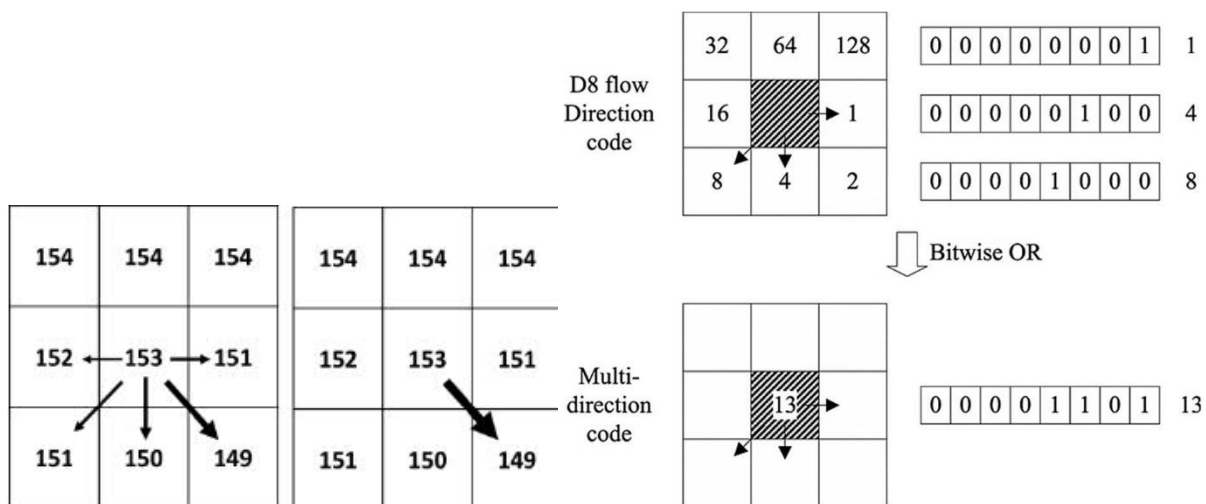 154 154 154
152 153 151
151 150 149
154 154 154
152 153 151
151 150 149
D8 flow
Direction
code
32 64 128
16 1
8 4 2
0 0 0 0 0 0 0 1 1
0 0 0 0 0 1 0 0 4
0 0 0 0 1 0 0 0 8
Bitwise OR
Multi-
direction
code
13
0 0 0 0 1 1 0 1 13